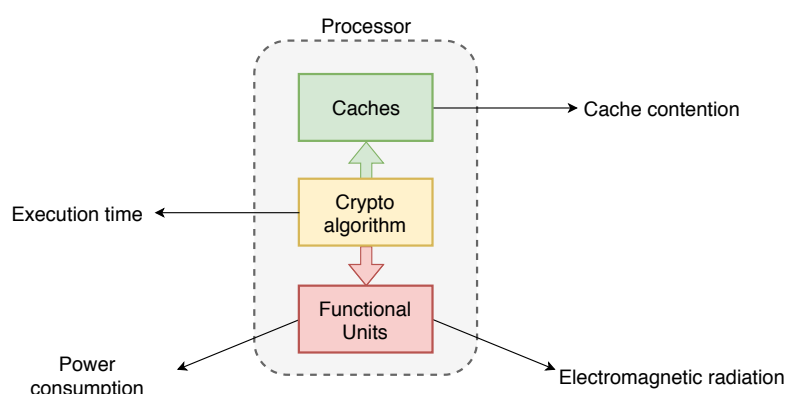 Processor
Caches
Cache contention
Crypto
algorithm
Execution time
Functional
Units
Power
consumption
Electromagnetic radiation